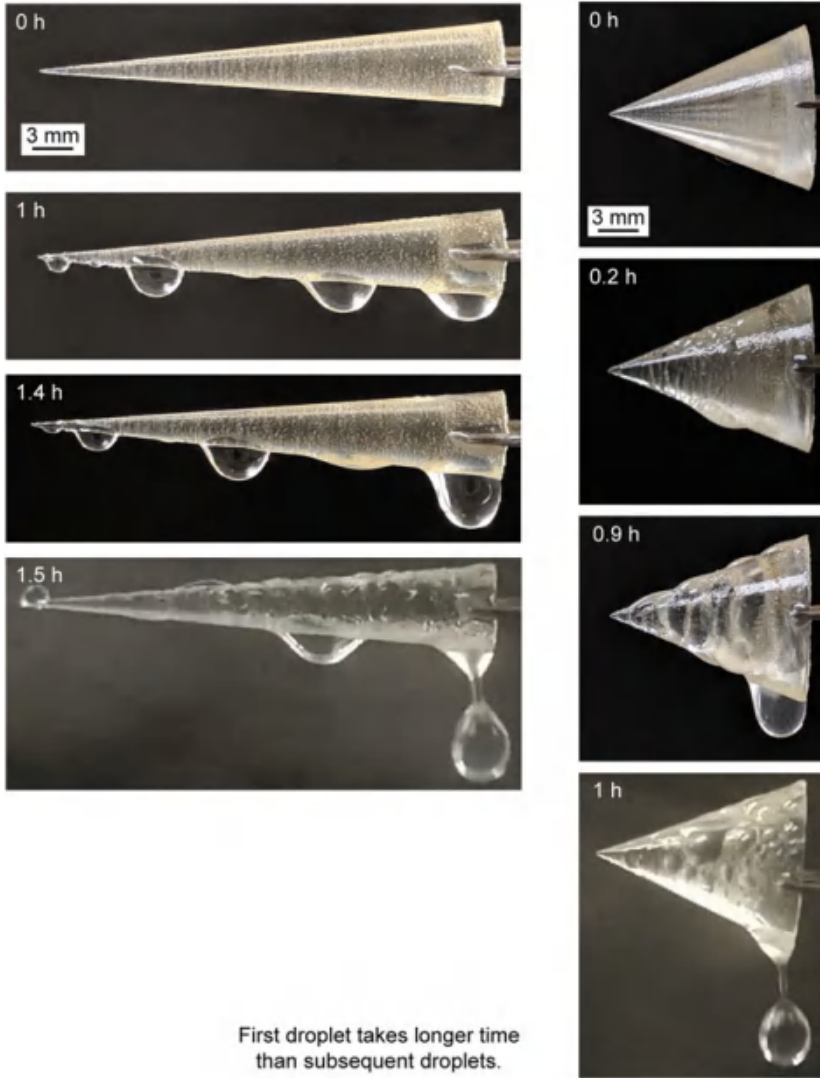 0 h
3 mm
1 h
1.4 h
1.5 h
0 h
3 mm
0.2 h
0.9 h
1 h
First droplet takes longer time
than subsequent droplets.